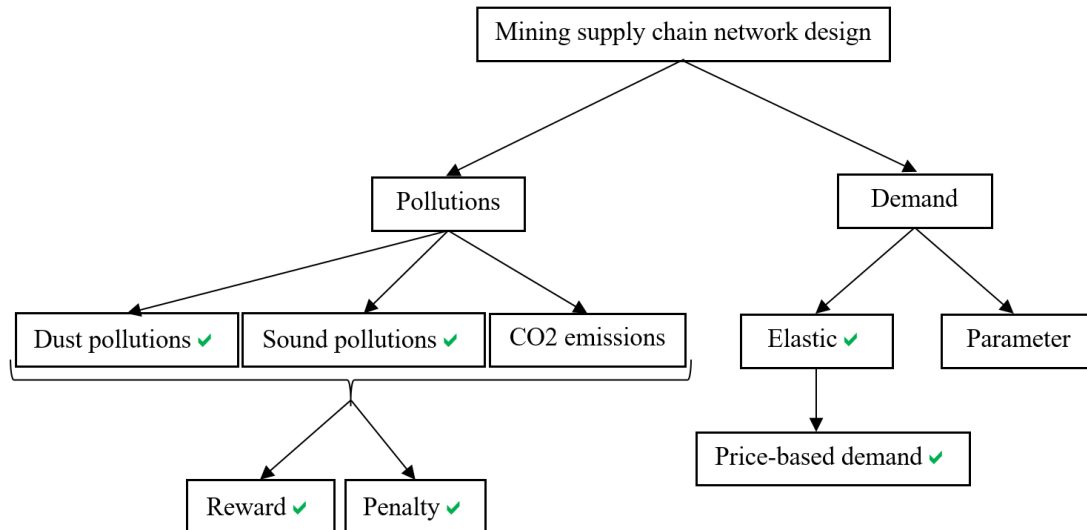 Mining supply chain network design
Pollutions
Demand
Dust pollutions ✓
Sound pollutions ✓
CO2 emissions
Elastic ✓
Parameter
Price-based demand ✓
Reward ✓
Penalty ✓